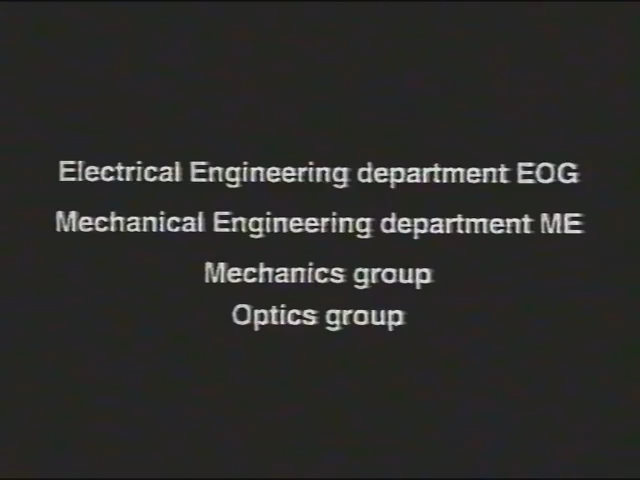 Electrical Engineering department EOG
Mechanical Engineering department ME
Mechanics group
Optics group